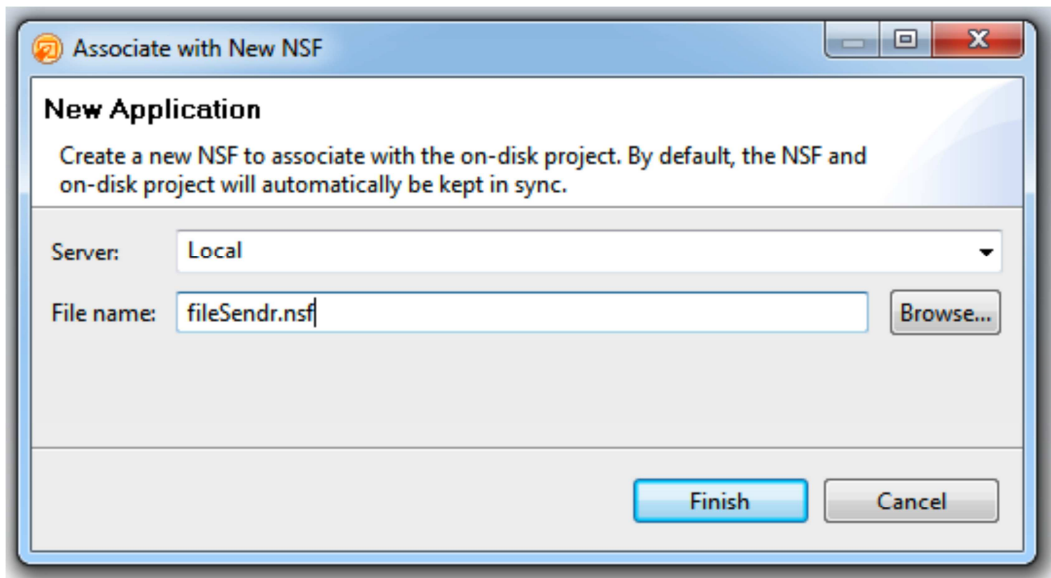 Associate with New NSF
New Application
Create a new NSF to associate with the on-disk project. By default, the NSF and
on-disk project will automatically be kept in sync.
Server: Local
File name: fileSendr.nsf Browse...
Finish Cancel